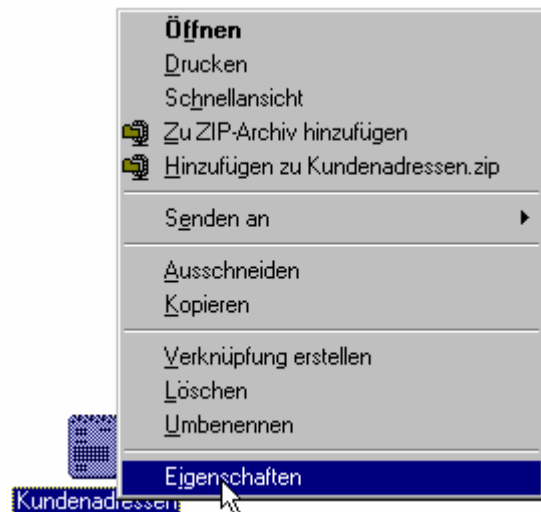 Öffnen
Drucken
Schnellansicht
Zu ZIP-Archiv hinzufügen
Hinzufügen zu Kundenadressen.zip
Senden an
Ausschneiden
Kopieren
Verknüpfung erstellen
Löschen
Umbenennen
Eigenschaften
Kundenadressen